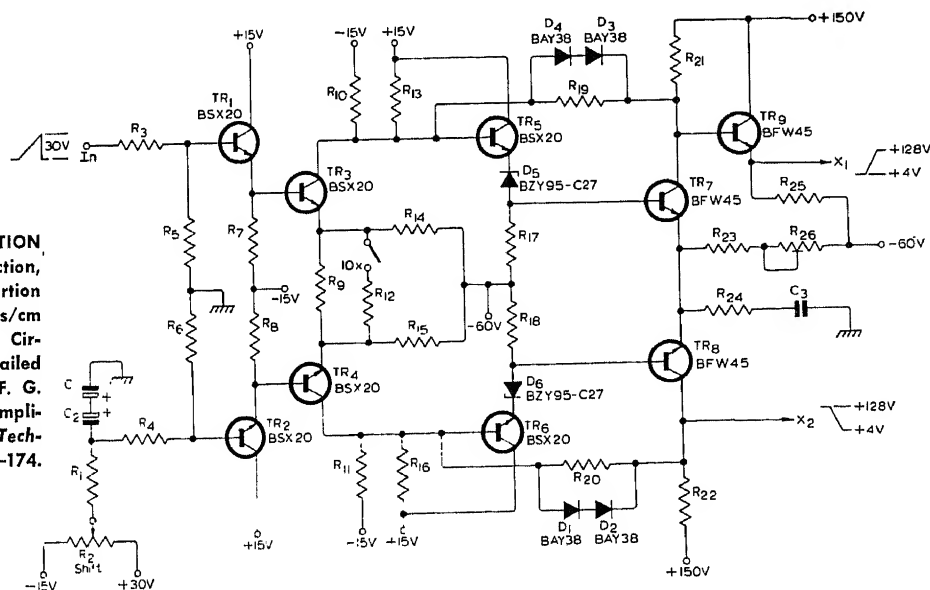 TION
ction,
ertion
s/cm
Cir-
ailed
F. G.
mpli-
Tech-
–174.
30V
In
R3
+15V
TR1
BSX20
R5
R6
R7
R8
-15V
C
+
C2
+
R4
R1
-15V
R2
Shift
+30V
TR2
BSX20
+15V
-15V
+15V
R10
R13
TR3
BSX20
R9
10x
R12
R14
R15
-60V
TR4
BSX20
R11
-15V
R16
+15V
D4
BAY38
D3
BAY38
R19
TR5
BSX20
D5
BZY95-C27
R17
R18
D6
BZY95-C27
TR6
BSX20
R20
D1
BAY38
D2
BAY38
+150V
R21
TR9
BFW45
X1
+128V
+4V
TR7
BFW45
R25
R23
R26
-60V
R24
C3
TR8
BFW45
X2
+128V
+4V
R22
+150V